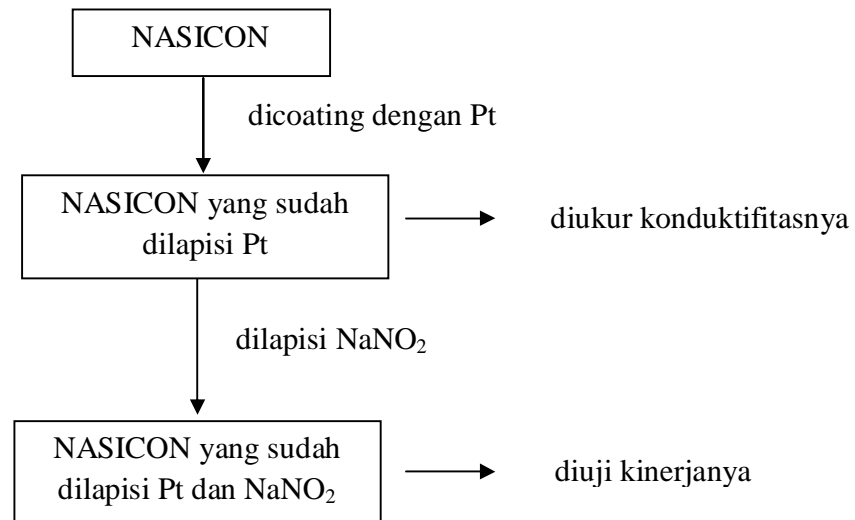 NASICON
dicoating dengan Pt
NASICON yang sudah
dilapisi Pt
diukur konduktifitasnya
dilapisi NaNO₂
NASICON yang sudah
dilapisi Pt dan NaNO₂
diuji kinerjanya